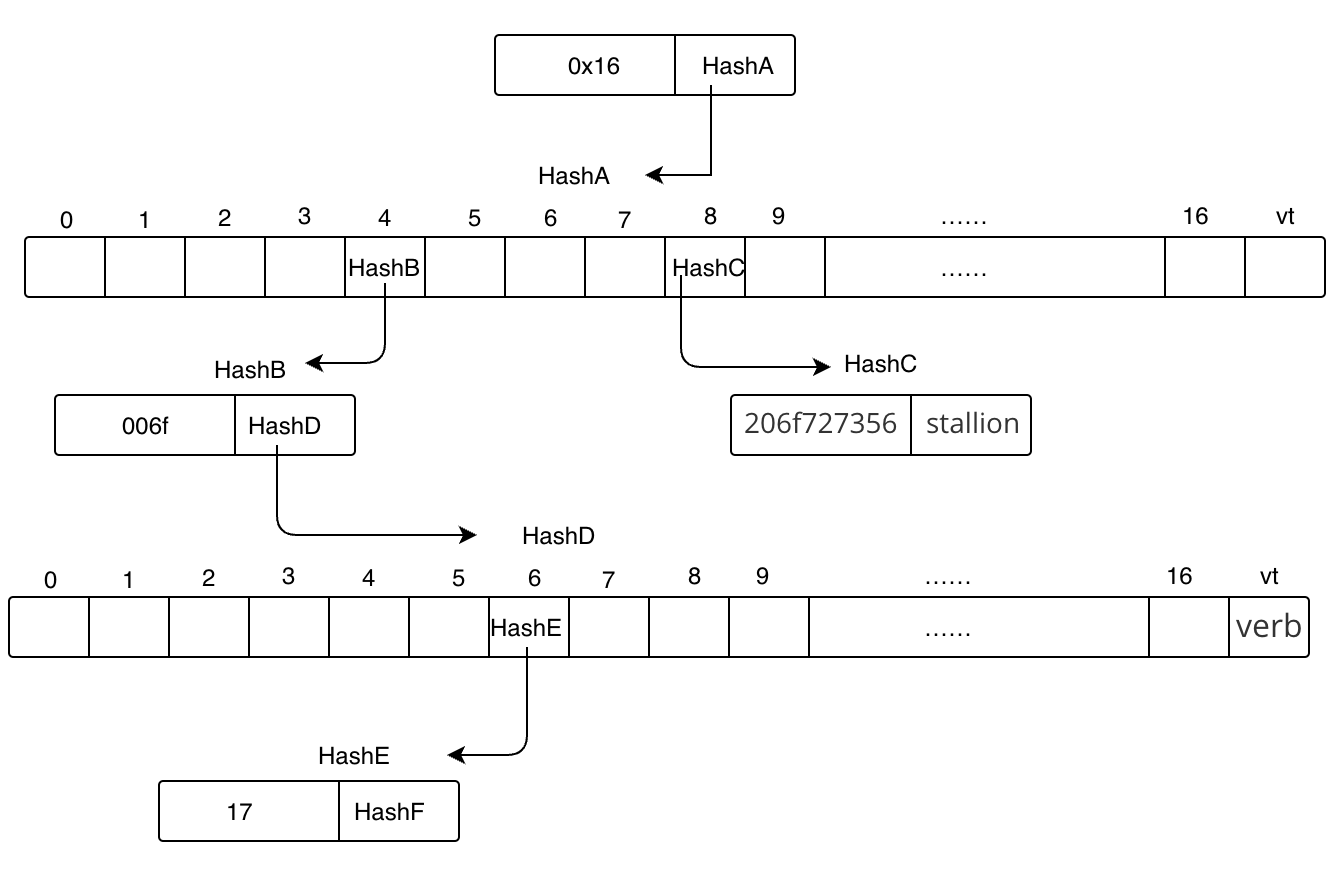 0x16 HashA
HashA
0 1 2 3 4 5 6 7 8 9 ...... 16 vt
HashB HashC ......
HashB HashC
006f HashD 206f727356 stallion
HashD
0 1 2 3 4 5 6 7 8 9 ...... 16 vt
HashE ...... verb
HashE
17 HashF